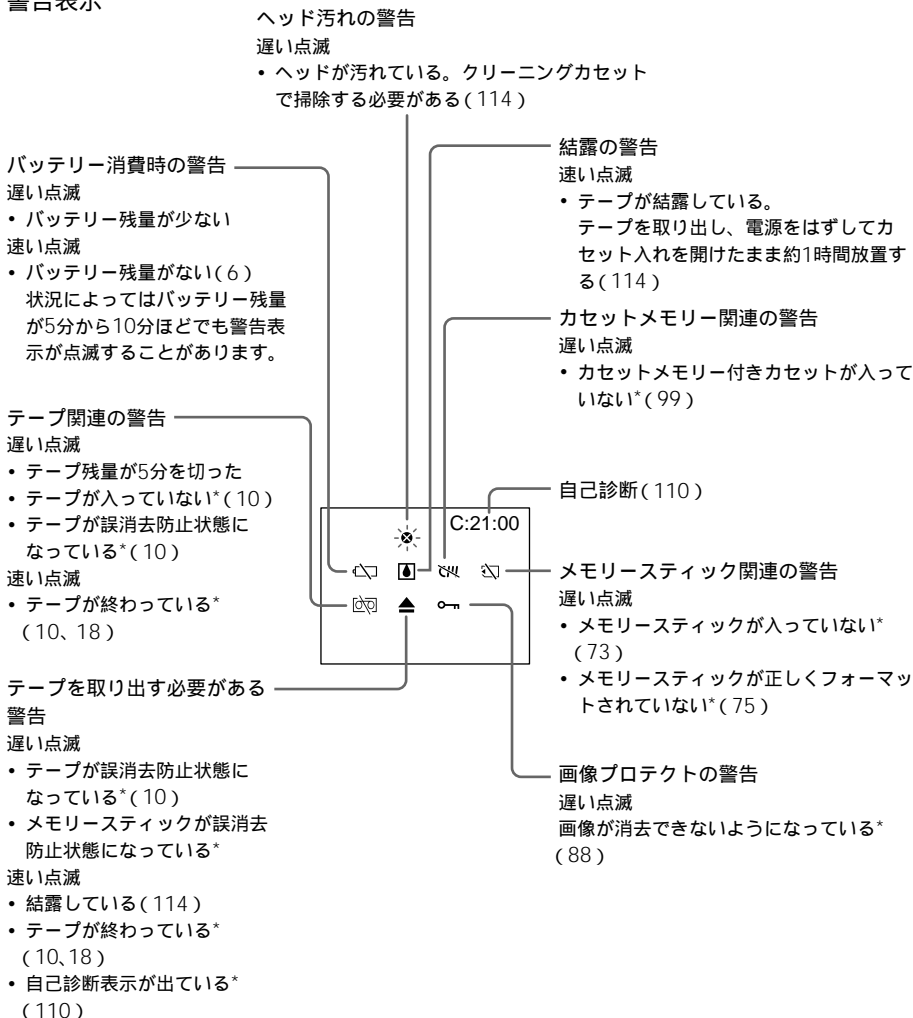 警告表示
ヘッド汚れの警告
遅い点滅
• ヘッドが汚れている。クリーニングカセット
で掃除する必要がある(114)
バッテリー消費時の警告
遅い点滅
• バッテリー残量が少ない
速い点滅
• バッテリー残量がない(6)
状況によってはバッテリー残量
が5分から10分ほどでも警告表
示が点滅することがあります。
テープ関連の警告
遅い点滅
• テープ残量が5分を切った
• テープが入っていない*(10)
• テープが誤消去防止状態に
なっている*(10)
速い点滅
• テープが終わっている*
(10、18)
テープを取り出す必要がある
警告
遅い点滅
• テープが誤消去防止状態に
なっている*(10)
• メモリースティックが誤消去
防止状態になっている*
速い点滅
• 結露している(114)
• テープが終わっている*
(10、18)
• 自己診断表示が出ている*
(110)
結露の警告
速い点滅
• テープが結露している。
テープを取り出し、電源をはずしてカ
セット入れを開けたまま約1時間放置す
る(114)
カセットメモリー関連の警告
遅い点滅
• カセットメモリー付きカセットが入って
いない*(99)
自己診断(110)
C:21:00
メモリースティック関連の警告
遅い点滅
• メモリースティックが入っていない*
(73)
• メモリースティックが正しくフォーマッ
トされていない*(75)
画像プロテクトの警告
遅い点滅
画像が消去できないようになっている*
(88)